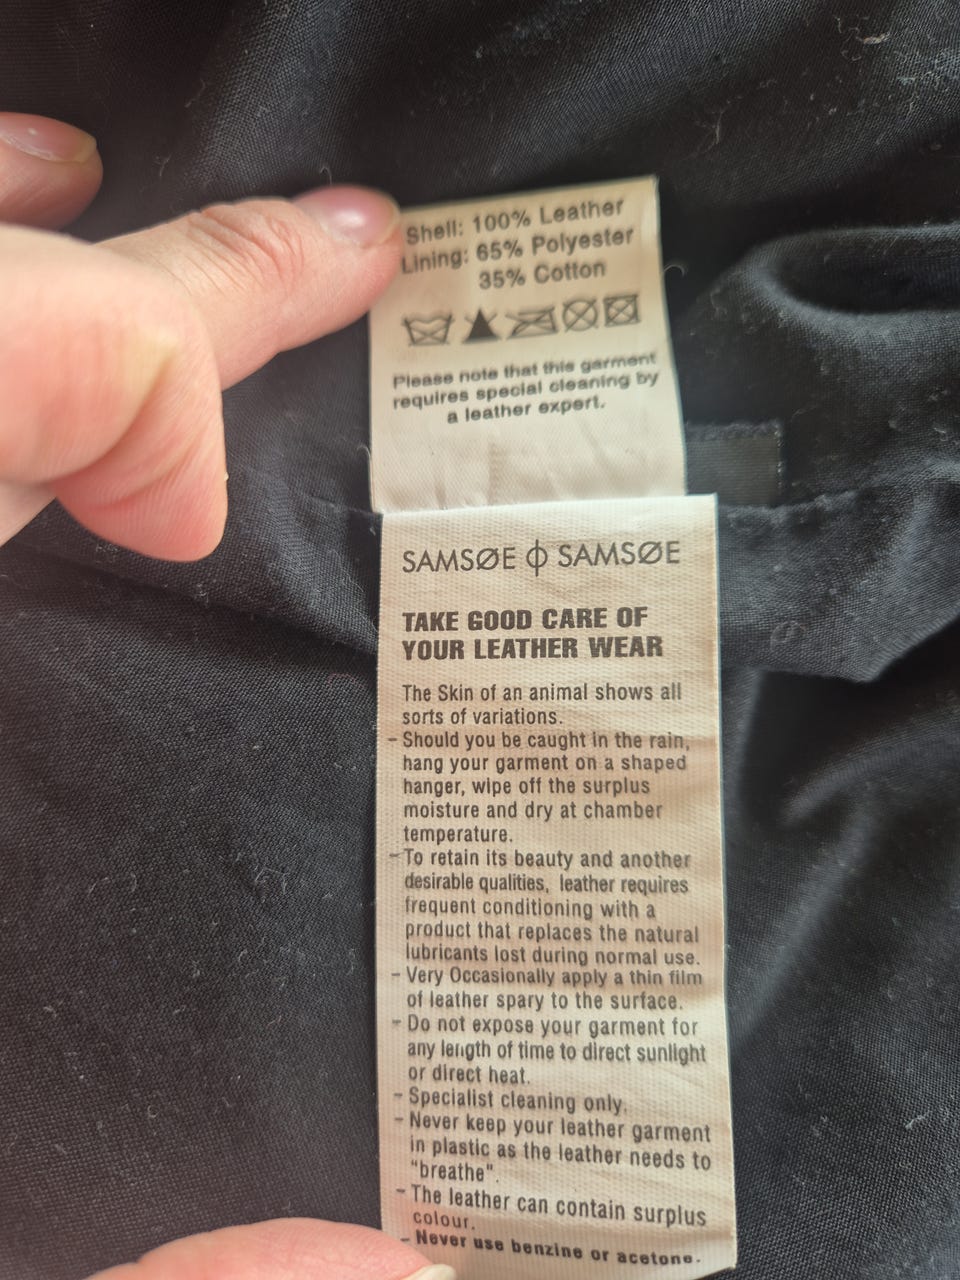 Shell: 100% Leather
Lining: 65% Polyester
35% Cotton
Please note that this garment
requires special cleaning by
a leather expert.
SAMSØE ϕ SAMSØE
TAKE GOOD CARE OF
YOUR LEATHER WEAR
The Skin of an animal shows all
sorts of variations.
- Should you be caught in the rain,
hang your garment on a shaped
hanger, wipe off the surplus
moisture and dry at chamber
temperature.
- To retain its beauty and another
desirable qualities, leather requires
frequent conditioning with a
product that replaces the natural
lubricants lost during normal use.
- Very Occasionally apply a thin film
of leather spary to the surface.
- Do not expose your garment for
any length of time to direct sunlight
or direct heat.
- Specialist cleaning only.
- Never keep your leather garment
in plastic as the leather needs to
"breathe".
- The leather can contain surplus
colour.
- Never use benzine or acetone.